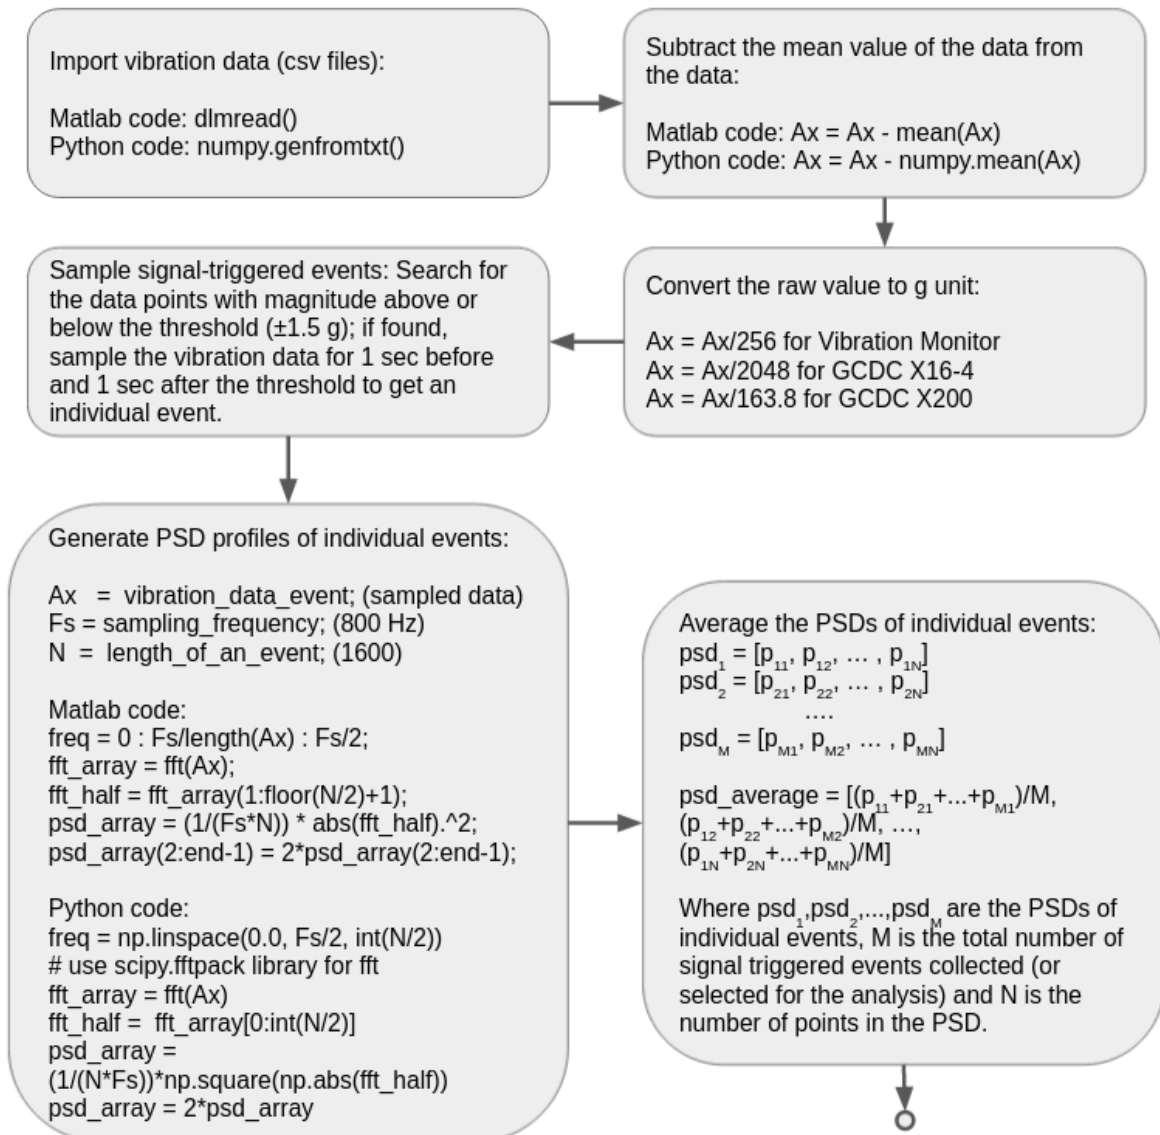 Import vibration data (csv files):
Matlab code: dlmread()
Python code: numpy.genfromtxt()
Subtract the mean value of the data from
the data:
Matlab code: Ax = Ax - mean(Ax)
Python code: Ax = Ax - numpy.mean(Ax)
Convert the raw value to g unit:
Ax = Ax/256 for Vibration Monitor
Ax = Ax/2048 for GCDC X16-4
Ax = Ax/163.8 for GCDC X200
Sample signal-triggered events: Search for
the data points with magnitude above or
below the threshold (±1.5 g); if found,
sample the vibration data for 1 sec before
and 1 sec after the threshold to get an
individual event.
Generate PSD profiles of individual events:
Ax = vibration_data_event; (sampled data)
Fs = sampling_frequency; (800 Hz)
N = length_of_an_event; (1600)
Matlab code:
freq = 0 : Fs/length(Ax) : Fs/2;
fft_array = fft(Ax);
fft_half = fft_array(1:floor(N/2)+1);
psd_array = (1/(Fs*N)) * abs(fft_half).^2;
psd_array(2:end-1) = 2*psd_array(2:end-1);
Python code:
freq = np.linspace(0.0, Fs/2, int(N/2))
# use scipy.fftpack library for fft
fft_array = fft(Ax)
fft_half = fft_array[0:int(N/2)]
psd_array =
(1/(N*Fs))*np.square(np.abs(fft_half))
psd_array = 2*psd_array
Average the PSDs of individual events:
psd₁ = [p₁₁, p₁₂, … , p₁N]
psd₂ = [p₂₁, p₂₂, … , p₂N]
….
psdM = [pM1, pM2, … , pMN]
psd_average = [(p₁₁+p₂₁+...+pM1)/M,
(p₁₂+p₂₂+...+pM2)/M, …,
(p₁N+p₂N+...+pMN)/M]
Where psd₁,psd₂,...,psdM are the PSDs of
individual events, M is the total number of
signal triggered events collected (or
selected for the analysis) and N is the
number of points in the PSD.